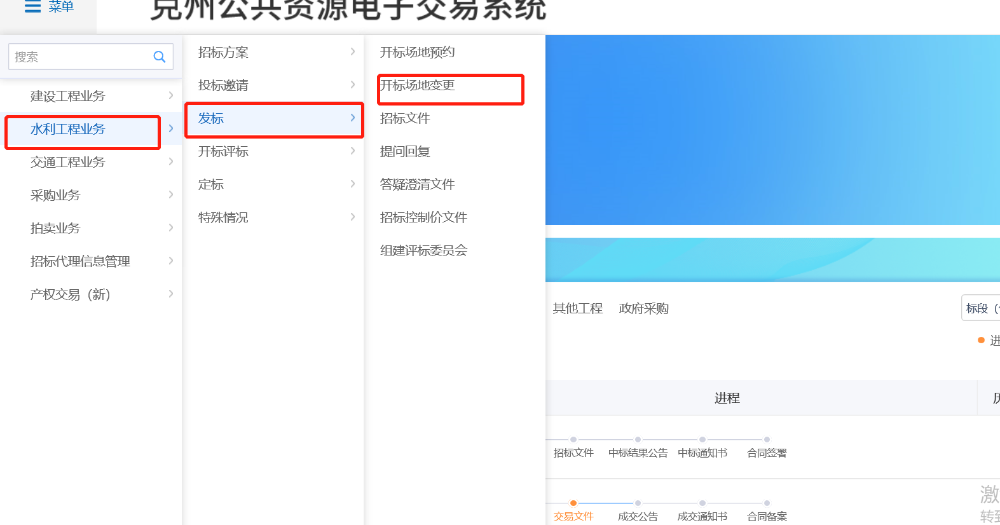 菜单
兖州公共资源电子交易系统
搜索
建设工程业务
水利工程业务
交通工程业务
采购业务
拍卖业务
招标代理信息管理
产权交易（新）
招标方案
投标邀请
发标
开标评标
定标
特殊情况
开标场地预约
开标场地变更
招标文件
提问回复
答疑澄清文件
招标控制价文件
组建评标委员会
其他工程 政府采购
标段（
进
进程
历
招标文件 中标结果公告 中标通知书 合同签署
交易文件 成交公告 成交通知书 合同备案
激
转到